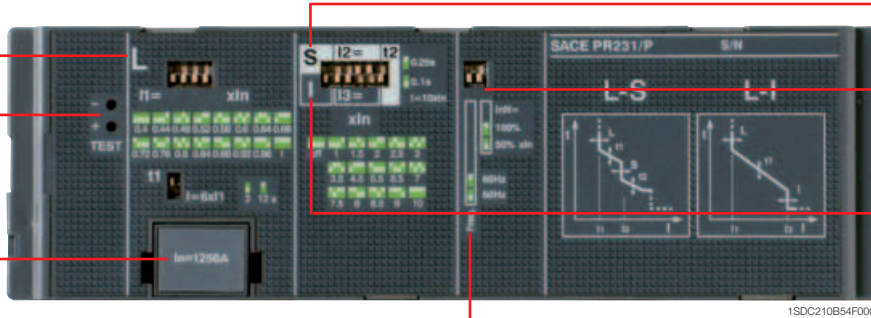 L
I1= xIn
0.4 0.44 0.48 0.52 0.56 0.6 0.64 0.68
0.72 0.76 0.8 0.84 0.88 0.92 0.96 1
- 
+
TEST
t1
I=6xI1
3 12 s
In=1250A
S I2= t2
I I3=
0.25s
0.1s
I=10xIn
xIn
off 1 1.5 2 2.5 3
3.5 4.5 5.5 6.5 7
7.5 8 8.5 9 10
InN=
100%
50% xIn
60Hz
50Hz
SACE PR231/P S/N
L-S L-I
t L t1 S t2 I
t L t1 I I
1SDC210B54F000